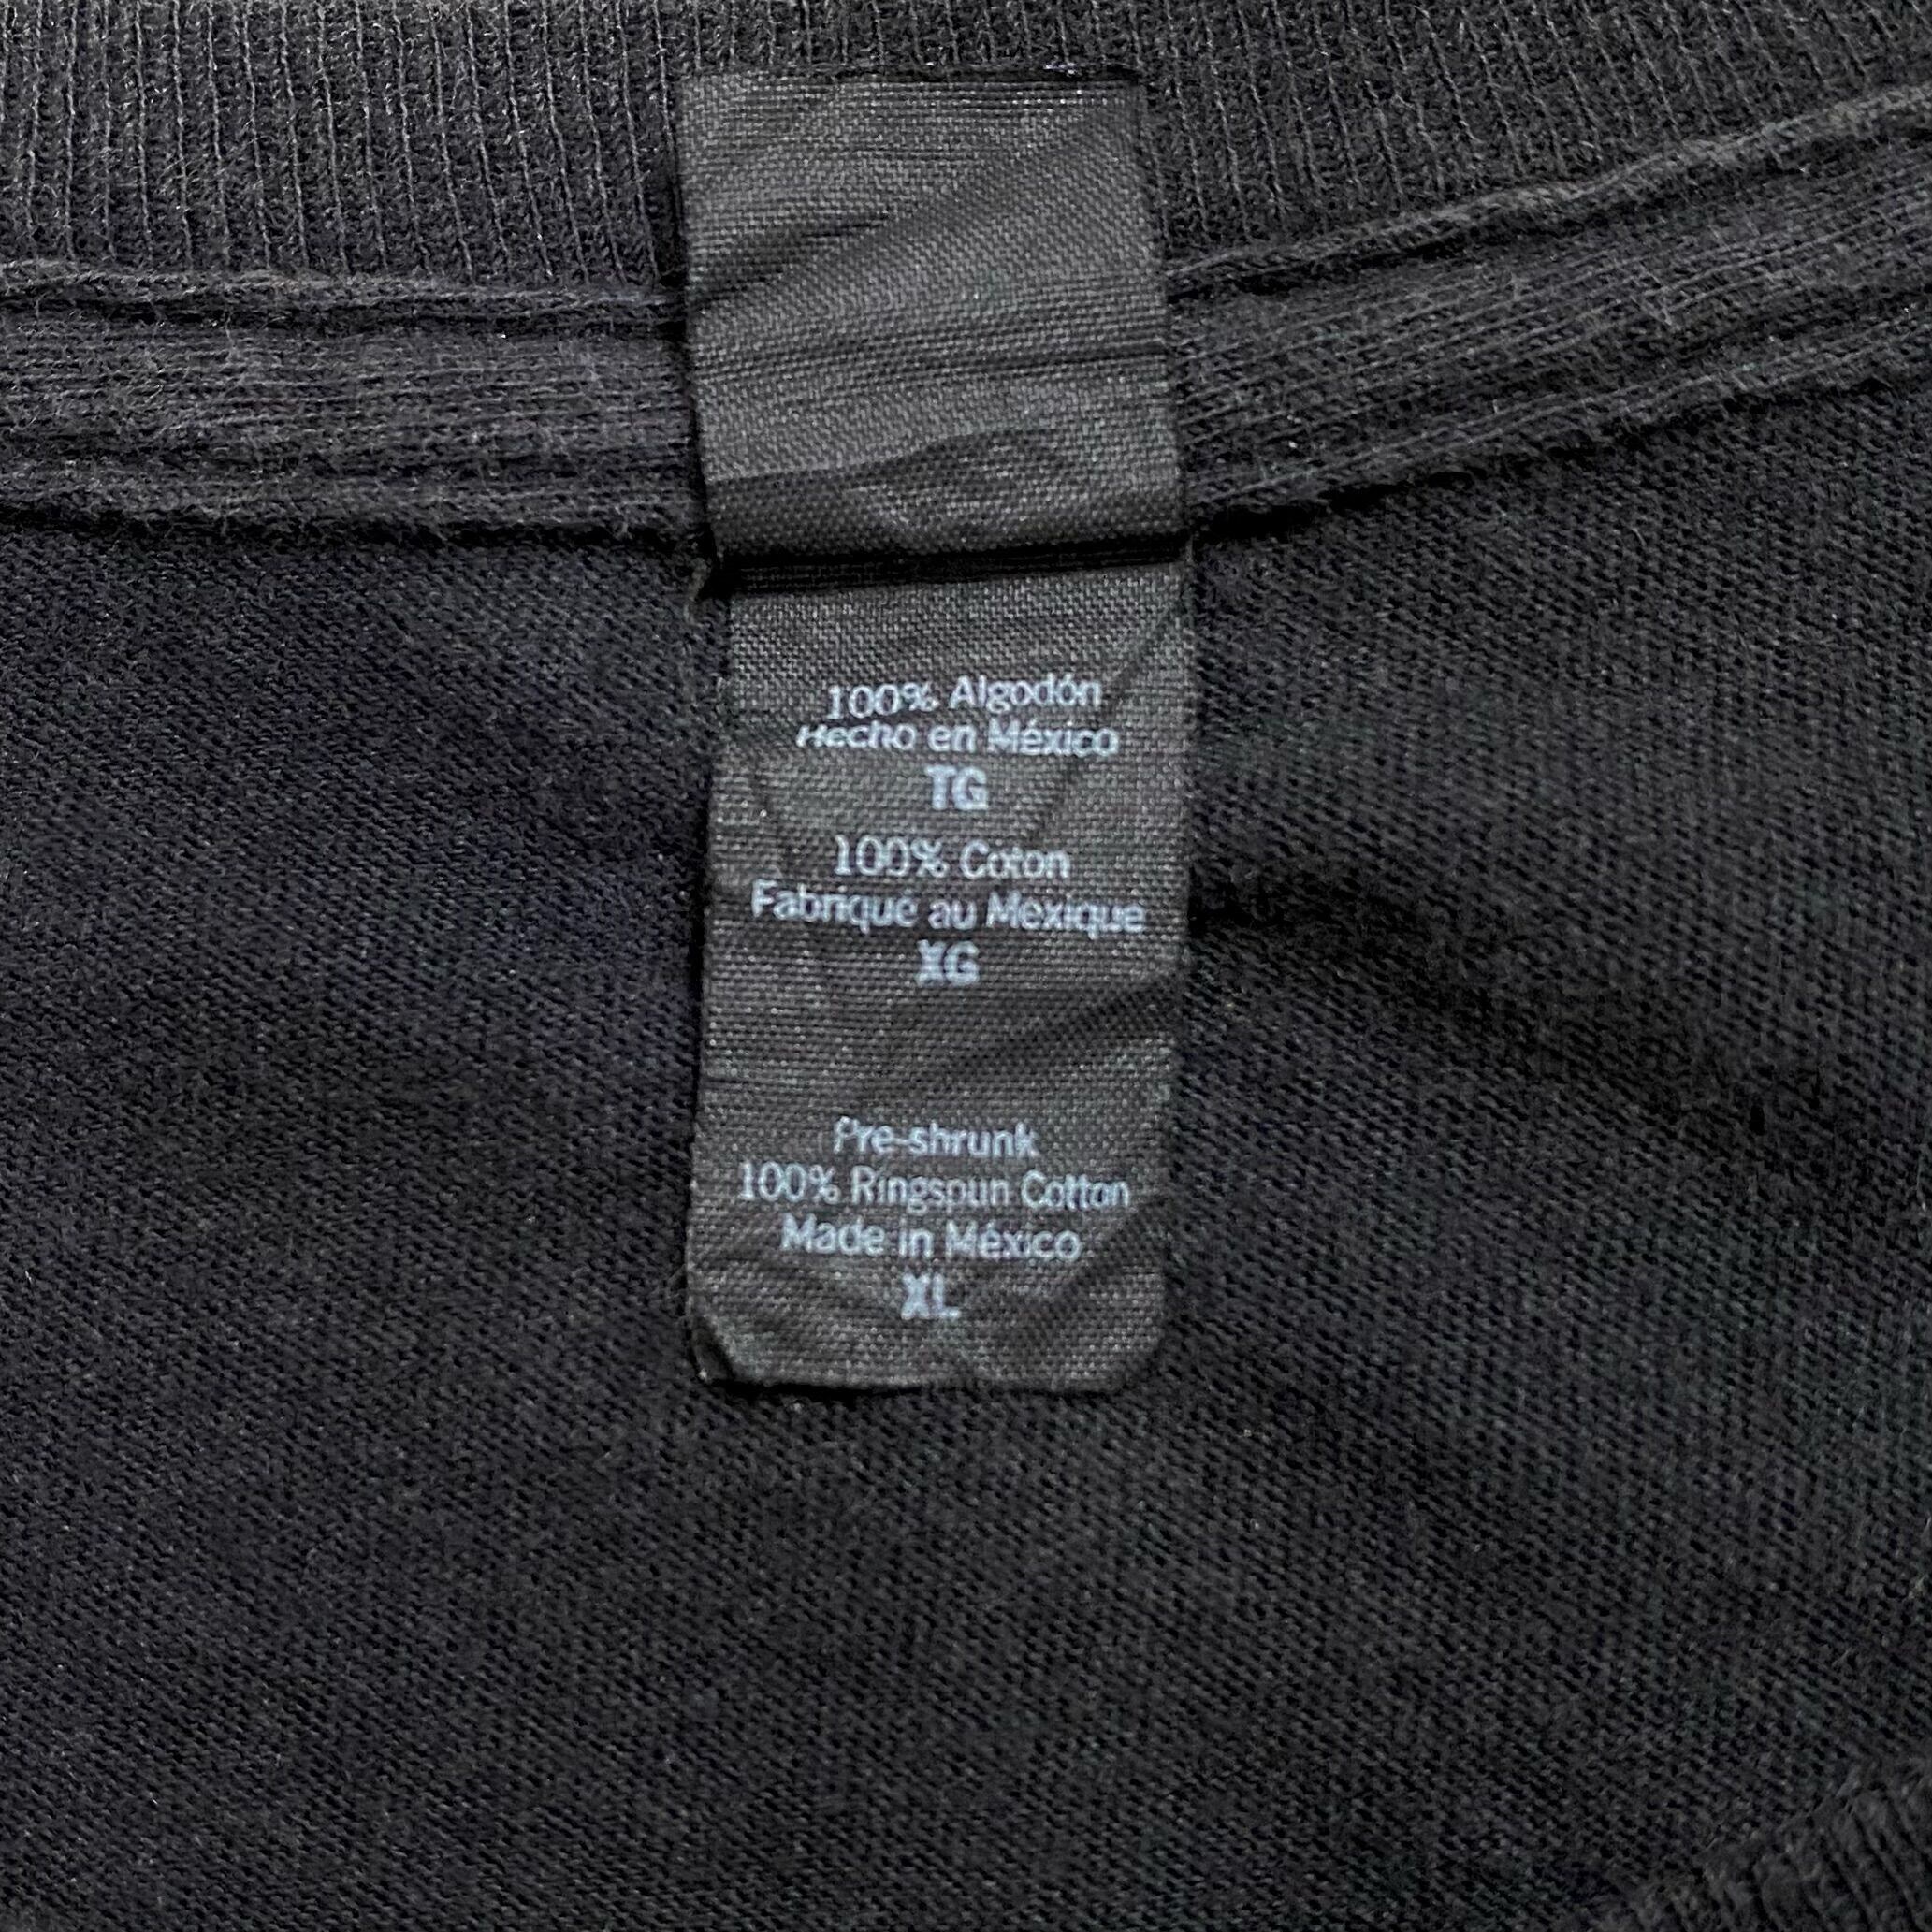 100% Algodón
Hecho en México
TG
100% Coton
Fabriqué au Mexique
XG
Pre-shrunk
100% Ringspun Cotton
Made in México
XL